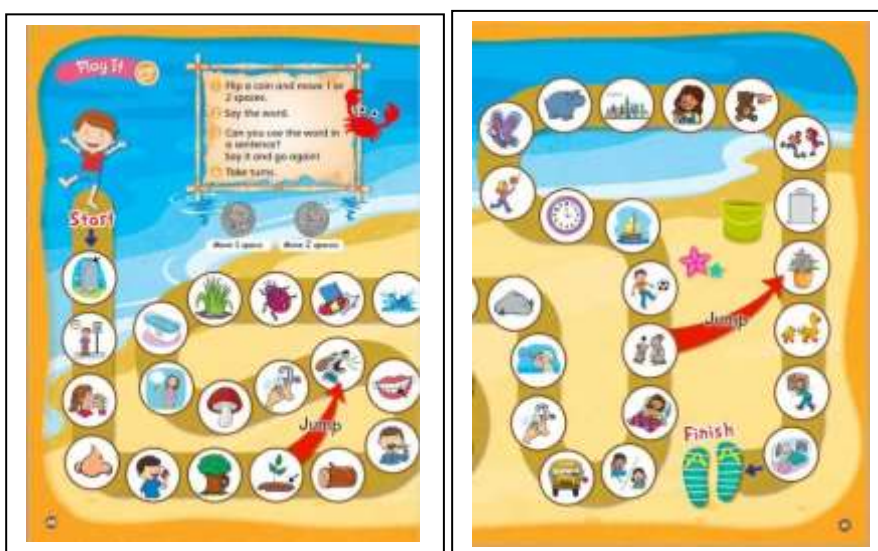 Play It
Flip a coin and move 1 or
2 spaces.
Say the word.
Can you use the word in
a sentence?
Say it and go again!
Take turns.
Start
Move 1 space
Move 2 spaces
Jump
Jump
Finish